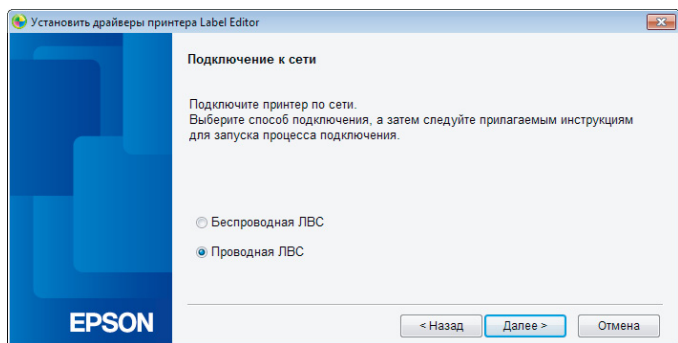 Установить драйверы принтера Label Editor
Подключение к сети
Подключите принтер по сети.
Выберите способ подключения, а затем следуйте прилагаемым инструкциям
для запуска процесса подключения.
Беспроводная ЛВС
Проводная ЛВС
EPSON
< Назад
Далее >
Отмена